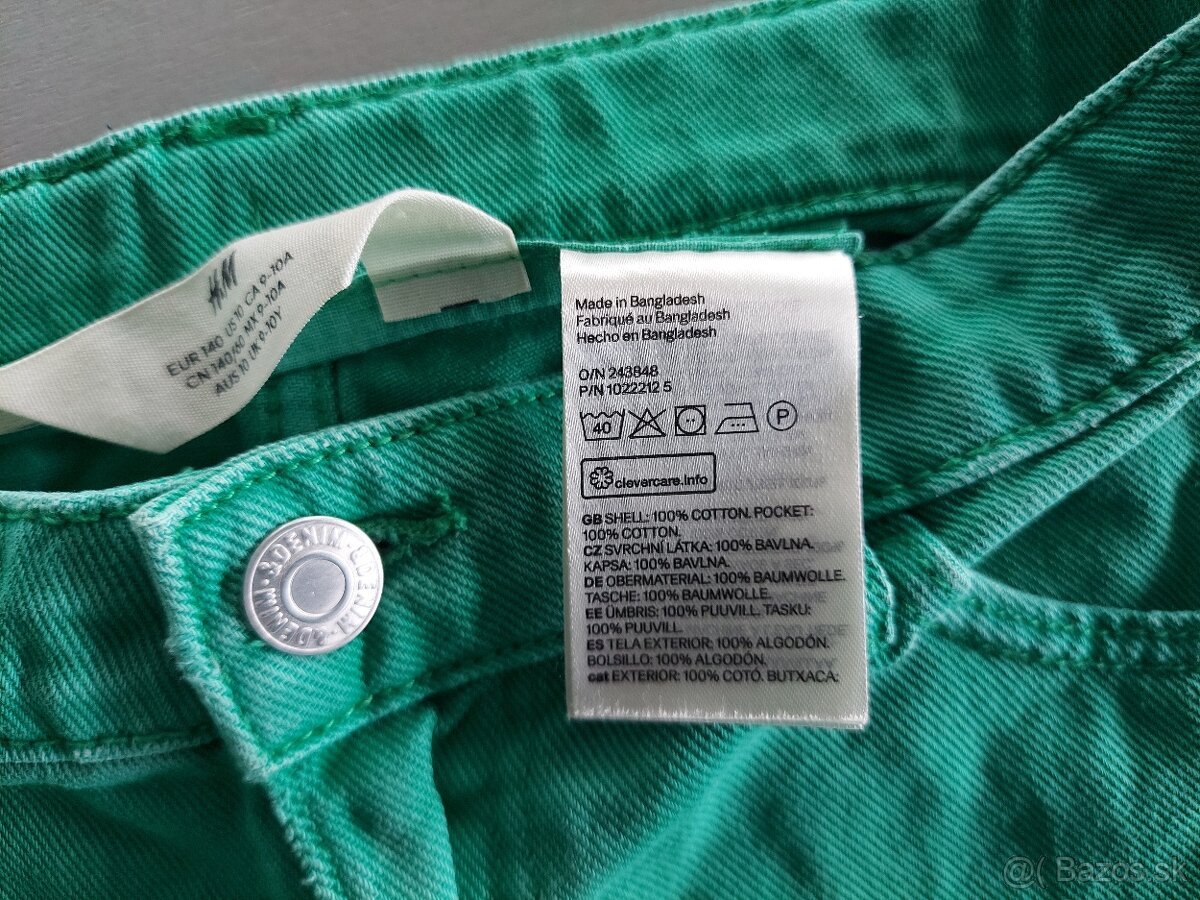 H&M
EUR 140 US 10 CA 9-10A
CN 140/60 MX 9-10A
AUS 10 UK 9-10Y
Made in Bangladesh
Fabriqué au Bangladesh
Hecho en Bangladesh
O/N 243848
P/N 1022212 5
40 P
clevercare.info
GB SHELL: 100% COTTON. POCKET:
100% COTTON.
CZ SVRCHNÍ LÁTKA: 100% BAVLNA.
KAPSA: 100% BAVLNA.
DE OBERMATERIAL: 100% BAUMWOLLE.
TASCHE: 100% BAUMWOLLE.
EE ÜMBRIS: 100% PUUVILL. TASKU:
100% PUUVILL.
ES TELA EXTERIOR: 100% ALGODÓN.
BOLSILLO: 100% ALGODÓN.
cat EXTERIOR: 100% COTÓ. BUTXACA:
&DENIM·&DENIM·&DENIM·
@( Bazos.sk